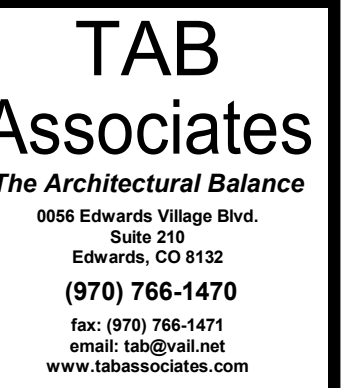 TAB
Associates
The Architectural Balance
0056 Edwards Village Blvd.
Suite 210
Edwards, CO 8132
(970) 766-1470
fax: (970) 766-1471
email: tab@vail.net
www.tabassociates.com